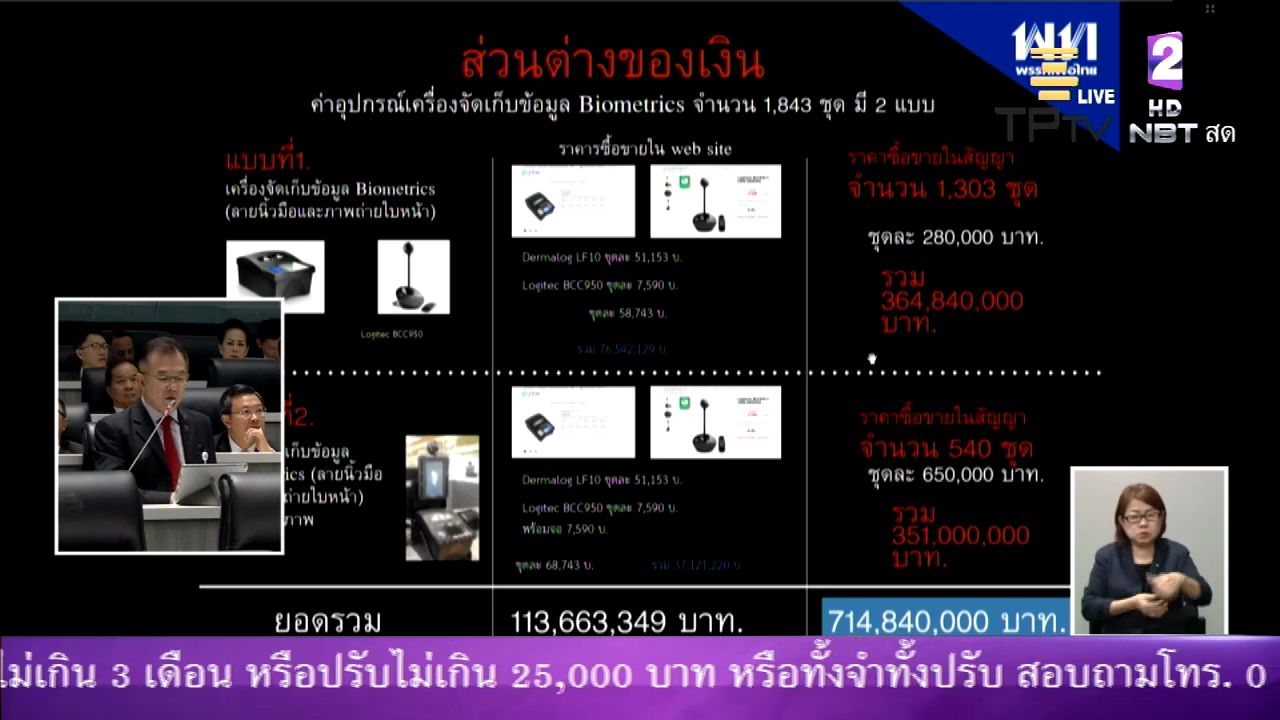 ส่วนต่างของเงิน
ค่าอุปกรณ์เครื่องจัดเก็บข้อมูล Biometrics จำนวน 1,843 ชุด มี 2 แบบ
พรรคเพื่อไทย
LIVE
TPTV
2
HD
NBT สด
แบบที่1.
เครื่องจัดเก็บข้อมูล Biometrics
(ลายนิ้วมือและภาพถ่ายใบหน้า)
Logitec BCC950
ราคารซื้อขายใน web site
Dermalog LF10 ชุดละ 51,153 บ.
Logitec BCC950 ชุดละ 7,590 บ.
ชุดละ 58,743 บ.
รวม 76,542,129 บ.
ราคาซื้อขายในสัญญา
จำนวน 1,303 ชุด
ชุดละ 280,000 บาท.
รวม
364,840,000
บาท.
ที่2.
เก็บข้อมูล
ics (ลายนิ้วมือ
ถ่ายใบหน้า)
ภาพ
Dermalog LF10 ชุดละ 51,153 บ.
Logitec BCC950 ชุดละ 7,590 บ.
พร้อมจอ 7,590 บ.
ชุดละ 68,743 บ.
รวม 37,121,220 บ.
ราคาซื้อขายในสัญญา
จำนวน 540 ชุด
ชุดละ 650,000 บาท.
รวม
351,000,000
บาท.
ยอดรวม
113,663,349 บาท.
714,840,000 บาท.
ไม่เกิน 3 เดือน หรือปรับไม่เกิน 25,000 บาท หรือทั้งจำทั้งปรับ สอบถามโทร. 0